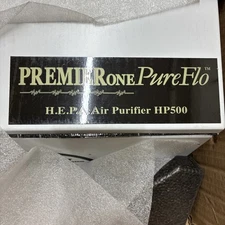 PREMIERONE PureFlo™
H.E.P.A. Air Purifier HP500